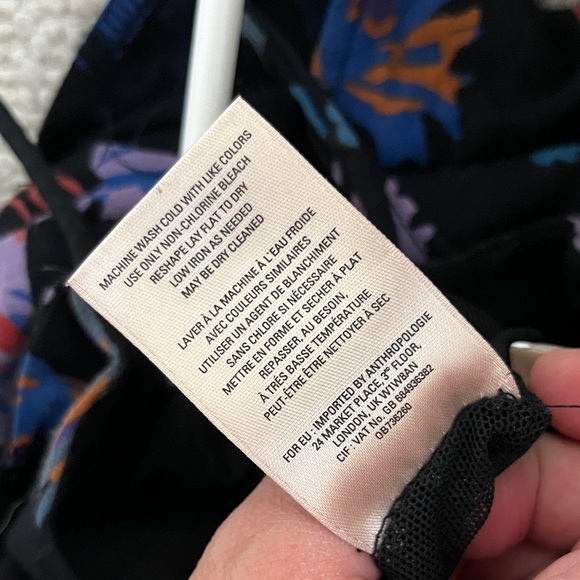 MACHINE WASH COLD WITH LIKE COLORS
USE ONLY NON-CHLORINE BLEACH
RESHAPE LAY FLAT TO DRY
LOW IRON AS NEEDED
MAY BE DRY CLEANED
LAVER À LA MACHINE À L'EAU FROIDE
AVEC COULEURS SIMILAIRES
UTILISER UN AGENT DE BLANCHIMENT
SANS CHLORE SI NÉCESSAIRE
METTRE EN FORME ET SÉCHER À PLAT
REPASSER, AU BESOIN,
À TRÈS BASSE TEMPÉRATURE
PEUT-ÊTRE ÊTRE NETTOYER À SEC
FOR EU: IMPORTED BY ANTHROPOLOGIE
24 MARKET PLACE, 3RD FLOOR,
LONDON, UK W1W8AN
CIF: VAT No. GB 684936382
OB738260